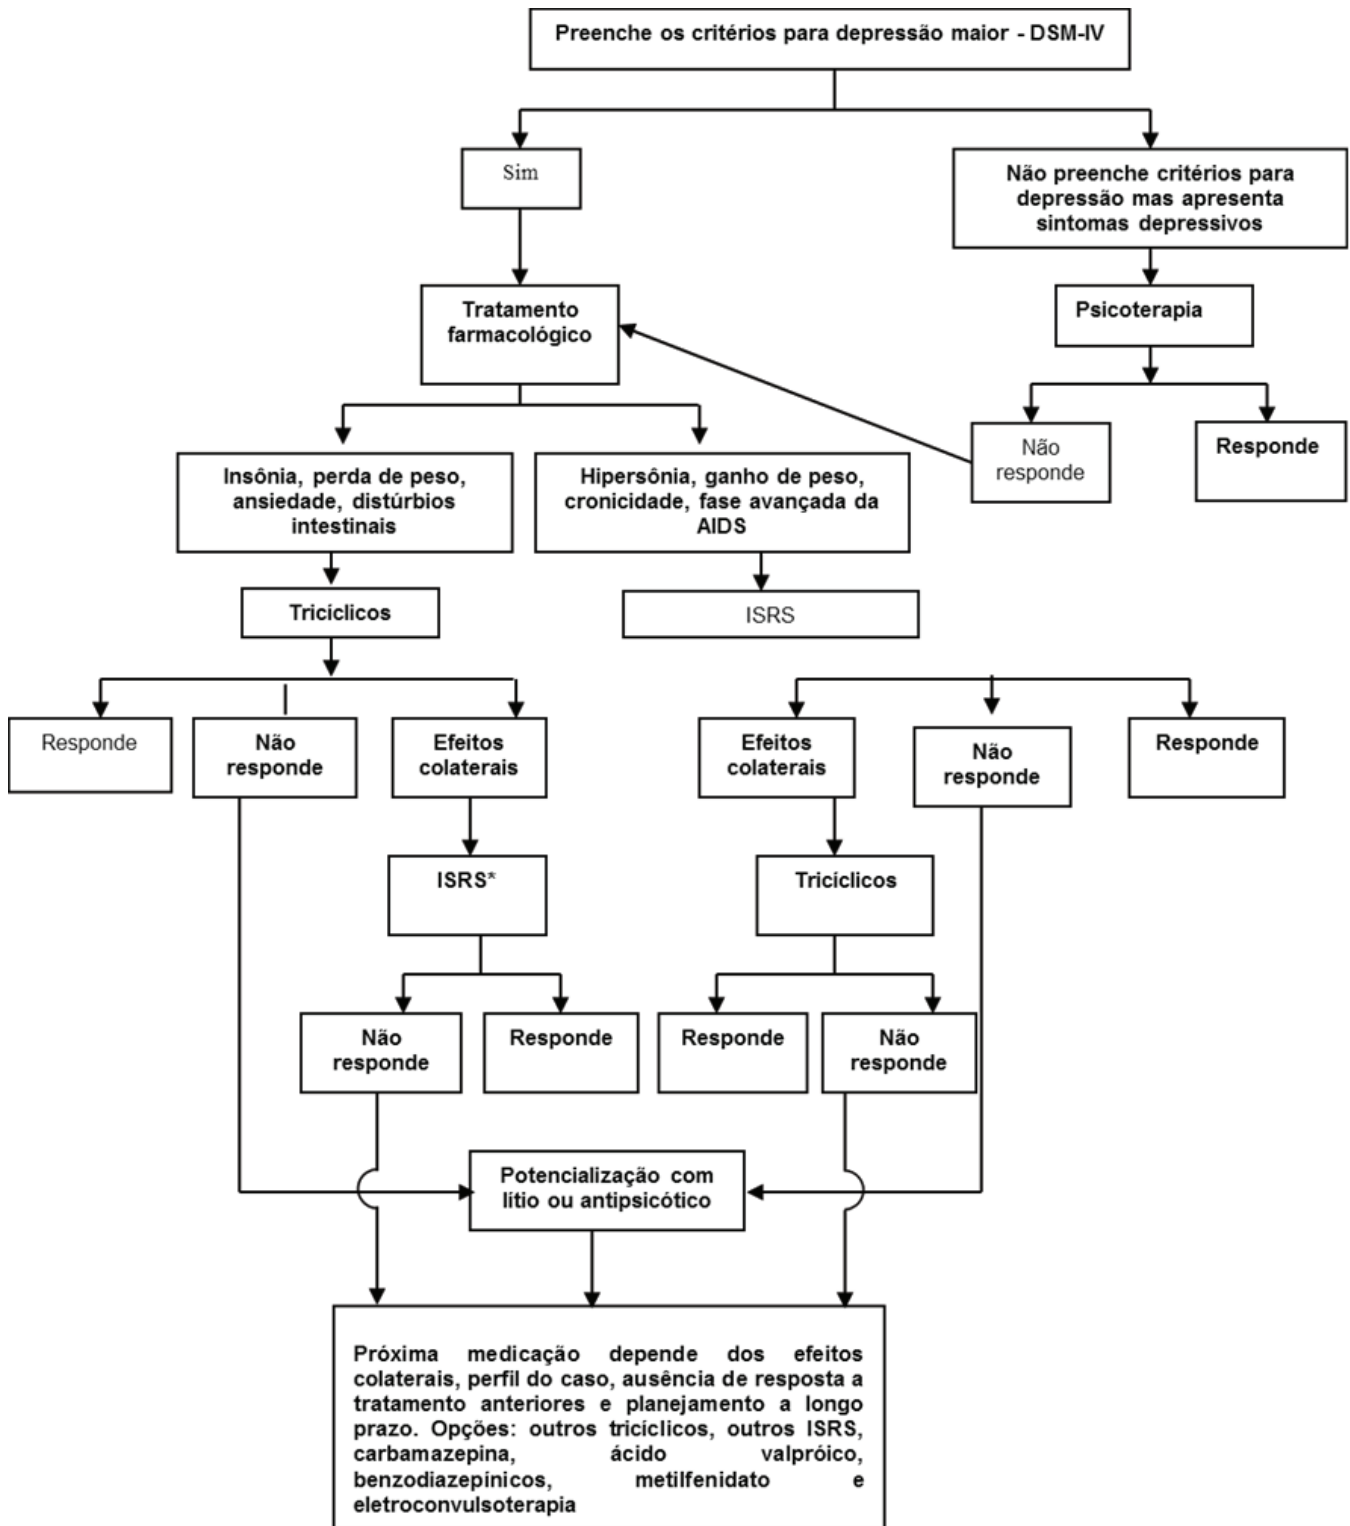 Preenche os critérios para depressão maior - DSM-IV
Sim
Não preenche critérios para
depressão mas apresenta
sintomas depressivos
Tratamento
farmacológico
Psicoterapia
Não
responde
Responde
Insônia, perda de peso,
ansiedade, distúrbios
intestinais
Hipersônia, ganho de peso,
cronicidade, fase avançada da
AIDS
Tricíclicos
ISRS
Responde
Não
responde
Efeitos
colaterais
Efeitos
colaterais
Não
responde
Responde
ISRS*
Tricíclicos
Não
responde
Responde
Responde
Não
responde
Potencialização com
lítio ou antipsicótico
Próxima medicação depende dos efeitos
colaterais, perfil do caso, ausência de resposta a
tratamento anteriores e planejamento a longo
prazo. Opções: outros tricíclicos, outros ISRS,
carbamazepina, ácido valpróico,
benzodiazepínicos, metilfenidato e
eletroconvulsoterapia